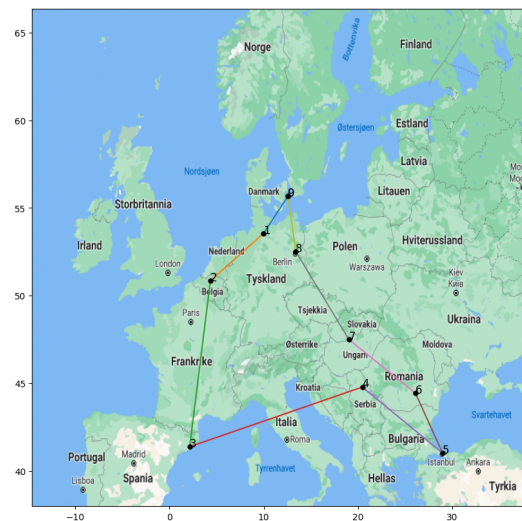 65
60
55
50
45
40
−10
0
10
20
30
Norge
Bottenvika
Finland
Estland
Østersjøen
Latvia
Nordsjøen
Danmark
0
Litauen
Storbritannia
1
Irland
Nederland
8
Polen
Hviterussland
London
2
Berlin
Warszawa
Belgia
Tyskland
Kiev
Київ
Paris
Tsjekkia
Ukraina
Slovakia
7
Østerrike
Ungarn
Moldova
Frankrike
4
Romania
6
Kroatia
Serbia
Svartehavet
Italia
Bulgaria
3
Roma
5
Portugal
Madrid
Istanbul
Ankara
Tyrrenhavet
Lisboa
Spania
Hellas
Tyrkia